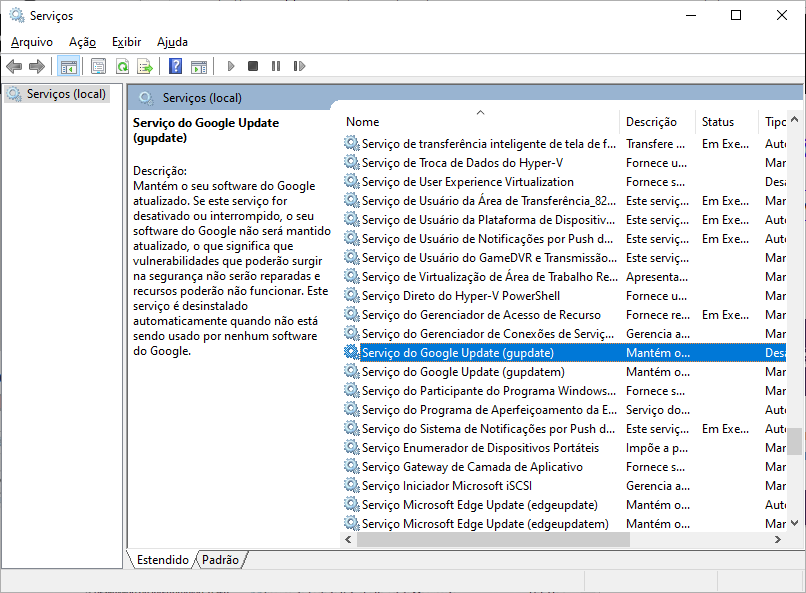 Serviços
Arquivo Ação Exibir Ajuda
Serviços (local)
Serviços (local)
Serviço do Google Update
(gupdate)
Descrição:
Mantém o seu software do Google
atualizado. Se este serviço for
desativado ou interrompido, o seu
software do Google não será mantido
atualizado, o que significa que
vulnerabilidades que poderão surgir
na segurança não serão reparadas e
recursos poderão não funcionar. Este
serviço é desinstalado
automaticamente quando não está
sendo usado por nenhum software
do Google.
Nome Descrição Status Tipo
Serviço de transferência inteligente de tela de f... Transfere ... Em Exe... Auto
Serviço de Troca de Dados do Hyper-V Fornece u... Man
Serviço de User Experience Virtualization Fornece s... Desa
Serviço de Usuário da Área de Transferência_82... Este serviç... Em Exe... Man
Serviço de Usuário da Plataforma de Dispositiv... Este serviç... Em Exe... Auto
Serviço de Usuário de Notificações por Push d... Este serviç... Em Exe... Auto
Serviço de Usuário do GameDVR e Transmissão... Este serviç... Man
Serviço de Virtualização de Área de Trabalho Re... Apresenta... Man
Serviço Direto do Hyper-V PowerShell Fornece u... Man
Serviço do Gerenciador de Acesso de Recurso Fornece re... Em Exe... Auto
Serviço do Gerenciador de Conexões de Serviç... Gerencia a... Man
Serviço do Google Update (gupdate) Mantém o... Desa
Serviço do Google Update (gupdatem) Mantém o... Man
Serviço do Participante do Programa Windows... Fornece s... Man
Serviço do Programa de Aperfeiçoamento da E... Serviço do... Auto
Serviço do Sistema de Notificações por Push d... Este serviç... Em Exe... Auto
Serviço Enumerador de Dispositivos Portáteis Impõe a p... Man
Serviço Gateway de Camada de Aplicativo Fornece s... Man
Serviço Iniciador Microsoft iSCSI Gerencia a... Man
Serviço Microsoft Edge Update (edgeupdate) Mantém o... Auto
Serviço Microsoft Edge Update (edgeupdatem) Mantém o... Man
Estendido Padrão